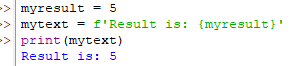 >> myresult = 5
>> mytext = f'Result is: {myresult}'
>> print(mytext)
Result is: 5